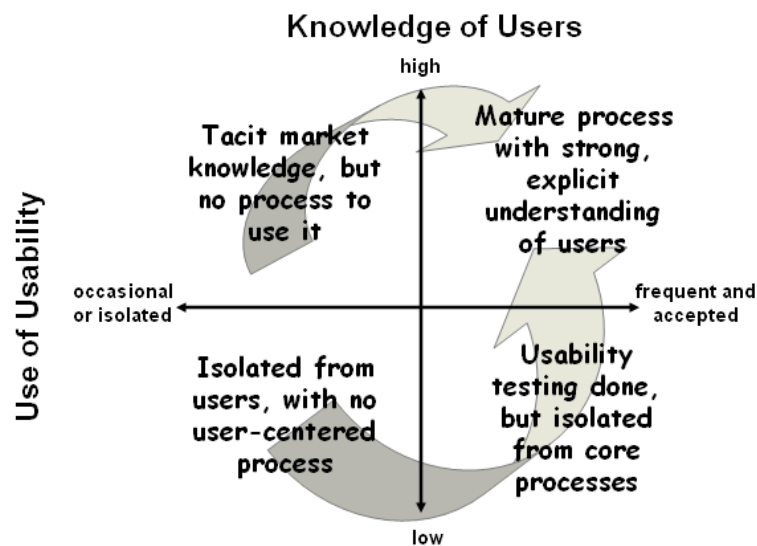 Knowledge of Users
high
Tacit market
knowledge, but
no process to
use it
Mature process
with strong,
explicit
understanding
of users
Use of Usability
occasional
or isolated
frequent and
accepted
Isolated from
users, with no
user-centered
process
Usability
testing done,
but isolated
from core
processes
low